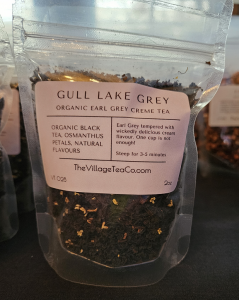 GULL LAKE GREY
ORGANIC EARL GREY CREME TEA
ORGANIC BLACK
TEA, OSMANTHUS
PETALS, NATURAL
FLAVOURS
Earl Grey tempered with
wickedly delicious cream
flavour. One cup is not
enough!
Steep for 3-5 minutes
TheVillageTeaCo.com
2oz